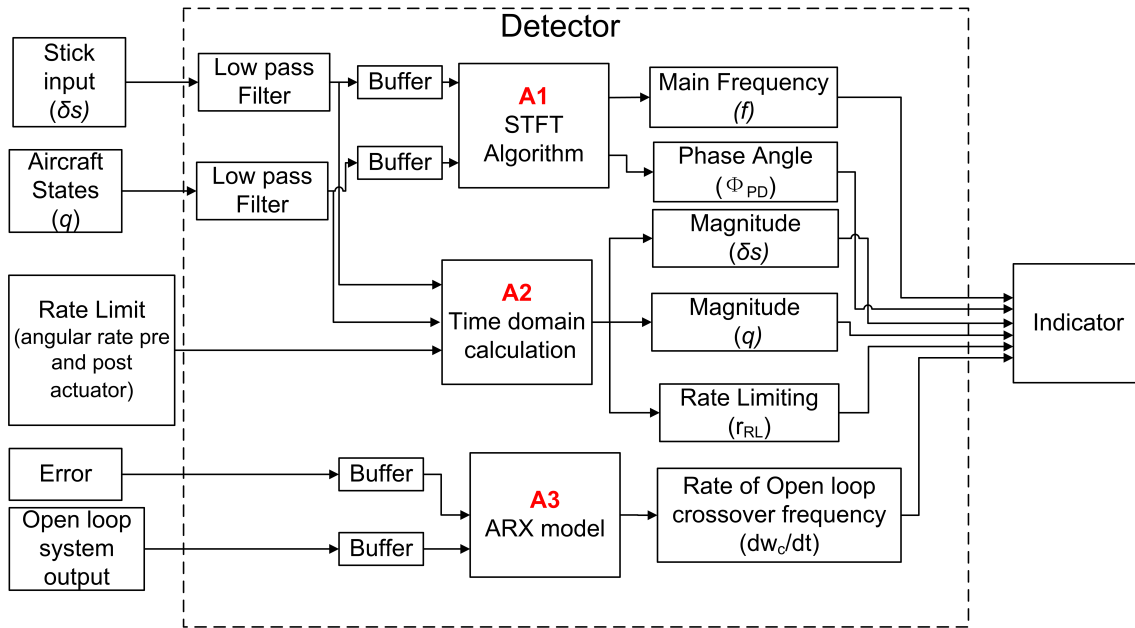 Detector
Stick
input
(δs)
Low pass
Filter
Buffer
A1
STFT
Algorithm
Main Frequency
(f)
Aircraft
States
(q)
Low pass
Filter
Buffer
Phase Angle
(Φ PD)
Magnitude
(δs)
Rate Limit
(angular rate pre
and post
actuator)
A2
Time domain
calculation
Magnitude
(q)
Indicator
Rate Limiting
(rRL)
Error
Buffer
A3
ARX model
Rate of Open loop
crossover frequency
(dwc/dt)
Open loop
system
output
Buffer